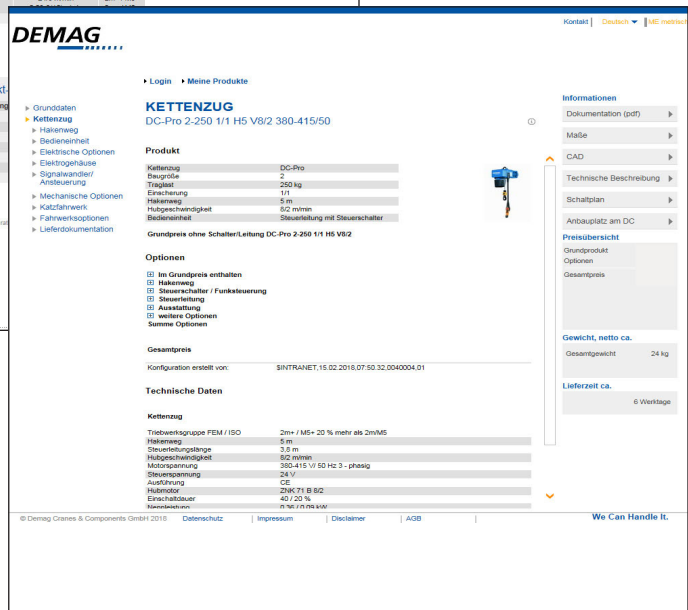 DEMAG
Kontakt | Deutsch | ME metrisch
Login Meine Produkte
Grunddaten
Kettenzug
Hakenweg
Bedieneinheit
Elektrische Optionen
Elektrogehäuse
Signalwandler/
Ansteuerung
Mechanische Optionen
Katzfahrwerk
Fahrwerksoptionen
Lieferdokumentation
KETTENZUG
DC-Pro 2-250 1/1 H5 V8/2 380-415/50
Produkt
Kettenzug DC-Pro
Baugröße 2
Traglast 250 kg
Einscherung 1/1
Hakenweg 5 m
Hubgeschwindigkeit 8/2 m/min
Bedieneinheit Steuerleitung mit Steuerschalter
Grundpreis ohne Schalter/Leitung DC-Pro 2-250 1/1 H5 V8/2
Optionen
Im Grundpreis enthalten
Hakenweg
Steuerschalter / Funksteuerung
Steuerleitung
Ausstattung
weitere Optionen
Summe Optionen
Gesamtpreis
Konfiguration erstellt von: $INTRANET,15.02.2018,07:50.32,0040004,01
Technische Daten
Kettenzug
Triebwerksgruppe FEM / ISO 2m+ / M5+ 20 % mehr als 2m/M5
Hakenweg 5 m
Steuerleitungslänge 3,8 m
Hubgeschwindigkeit 8/2 m/min
Motorspannung 380-415 V/ 50 Hz 3 - phasig
Steuerspannung 24 V
Ausführung CE
Hubmotor ZNK 71 B 8/2
Einschaltdauer 40 / 20 %
Nennleistung 0,36 / 0,09 kW
Informationen
Dokumentation (pdf)
Maße
CAD
Technische Beschreibung
Schaltplan
Anbauplatz am DC
Preisübersicht
Grundprodukt
Optionen
Gesamtpreis
Gewicht, netto ca.
Gesamtgewicht 24 kg
Lieferzeit ca.
6 Werktage
© Demag Cranes & Components GmbH 2018 Datenschutz | Impressum | Disclaimer | AGB |
We Can Handle It.